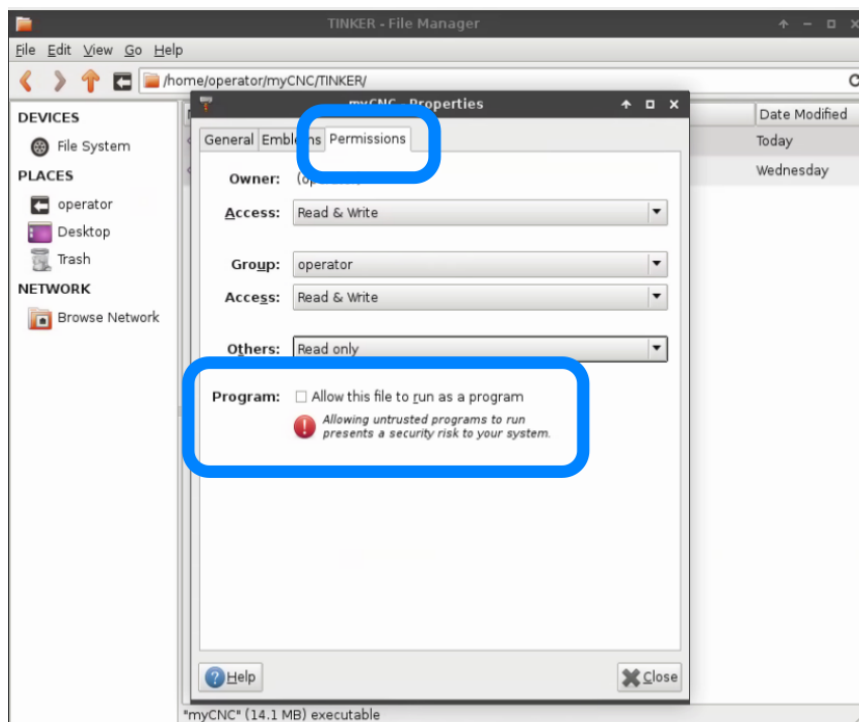 TINKER - File Manager
File Edit View Go Help
/home/operator/myCNC/TINKER/
myCNC - Properties
DEVICES
File System
PLACES
operator
Desktop
Trash
NETWORK
Browse Network
Date Modified
Today
Wednesday
General Emblems Permissions
Owner:
Access: Read & Write
Group: operator
Access: Read & Write
Others: Read only
Program: Allow this file to run as a program
Allowing untrusted programs to run
presents a security risk to your system.
Help Close
"myCNC" (14.1 MB) executable